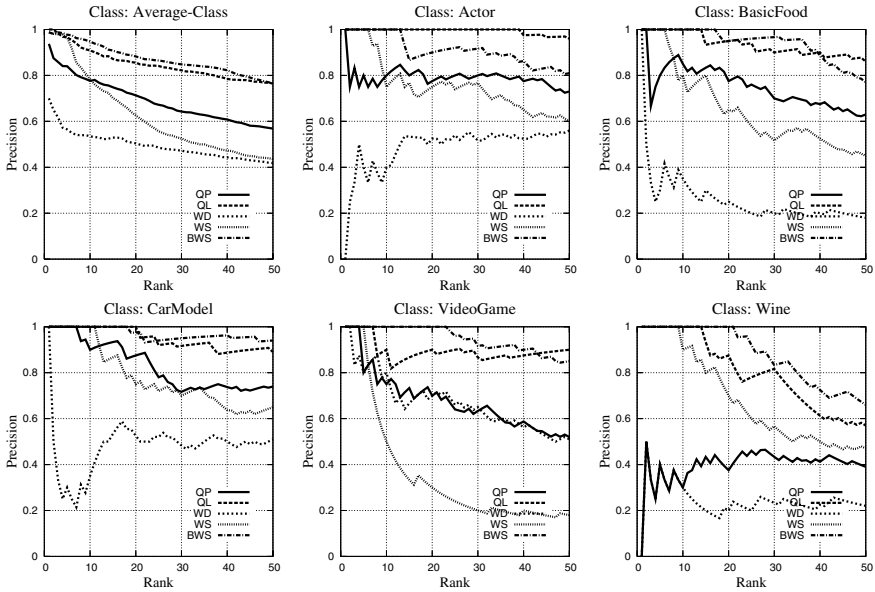 Class: Average-Class
Precision
1
0.8
0.6
0.4
0.2
0
QP
QL
WD
WS
BWS
0 10 20 30 40 50
Rank
Class: Actor
Precision
1
0.8
0.6
0.4
0.2
0
QP
QL
WD
WS
BWS
0 10 20 30 40 50
Rank
Class: BasicFood
Precision
1
0.8
0.6
0.4
0.2
0
QP
QL
WD
WS
BWS
0 10 20 30 40 50
Rank
Class: CarModel
Precision
1
0.8
0.6
0.4
0.2
0
QP
QL
WD
WS
BWS
0 10 20 30 40 50
Rank
Class: VideoGame
Precision
1
0.8
0.6
0.4
0.2
0
QP
QL
WD
WS
BWS
0 10 20 30 40 50
Rank
Class: Wine
Precision
1
0.8
0.6
0.4
0.2
0
QP
QL
WD
WS
BWS
0 10 20 30 40 50
Rank